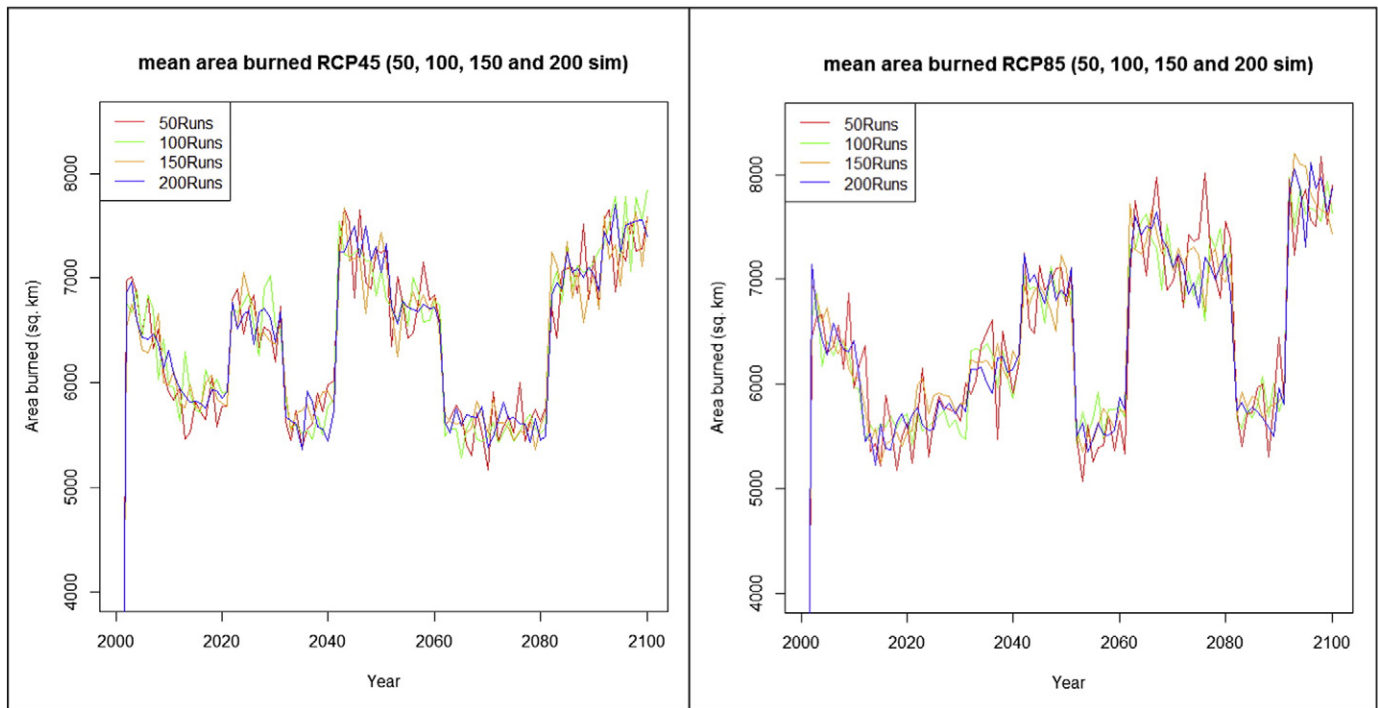 mean area burned RCP45 (50, 100, 150 and 200 sim)
50Runs
100Runs
150Runs
200Runs
Area burned (sq. km)
8000
7000
6000
5000
4000
2000 2020 2040 2060 2080 2100
Year
mean area burned RCP85 (50, 100, 150 and 200 sim)
50Runs
100Runs
150Runs
200Runs
Area burned (sq. km)
8000
7000
6000
5000
4000
2000 2020 2040 2060 2080 2100
Year